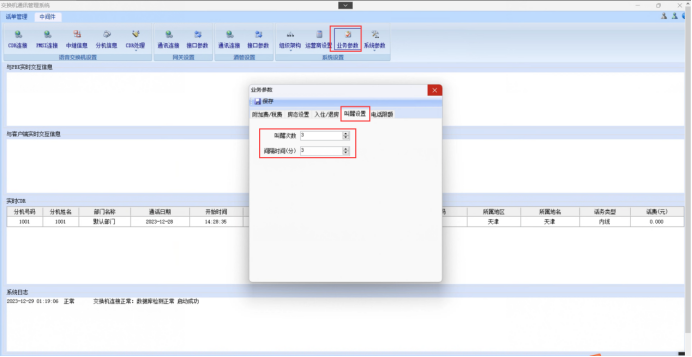 交换机通讯管理系统
话单管理 中间件
CDR连接 PMSI连接 中继信息 分机信息 CDR处理 通讯连接 接口参数 通讯连接 接口参数 组织架构 运营商设置 业务参数 系统参数
语音交换机设置 网关设置 酒管设置 系统设置
与PBX实时交互信息
业务参数
保存
附加费/税费 房态设置 入住/退房 叫醒设置 电话限额
叫醒次数 3
间隔时间(分) 3
与客户端实时交互信息
实时CDR
分机号码 分机姓名 部门名称 通话日期 开始时间 所属地区 所属地名 话务类型 话费(元)
1001 1001 默认部门 2023-12-28 14:28:35 天津 天津 内线 0.000
系统日志
2023-12-29 01:19:06 正常 交换机连接正常; 数据库检测正常 启动成功